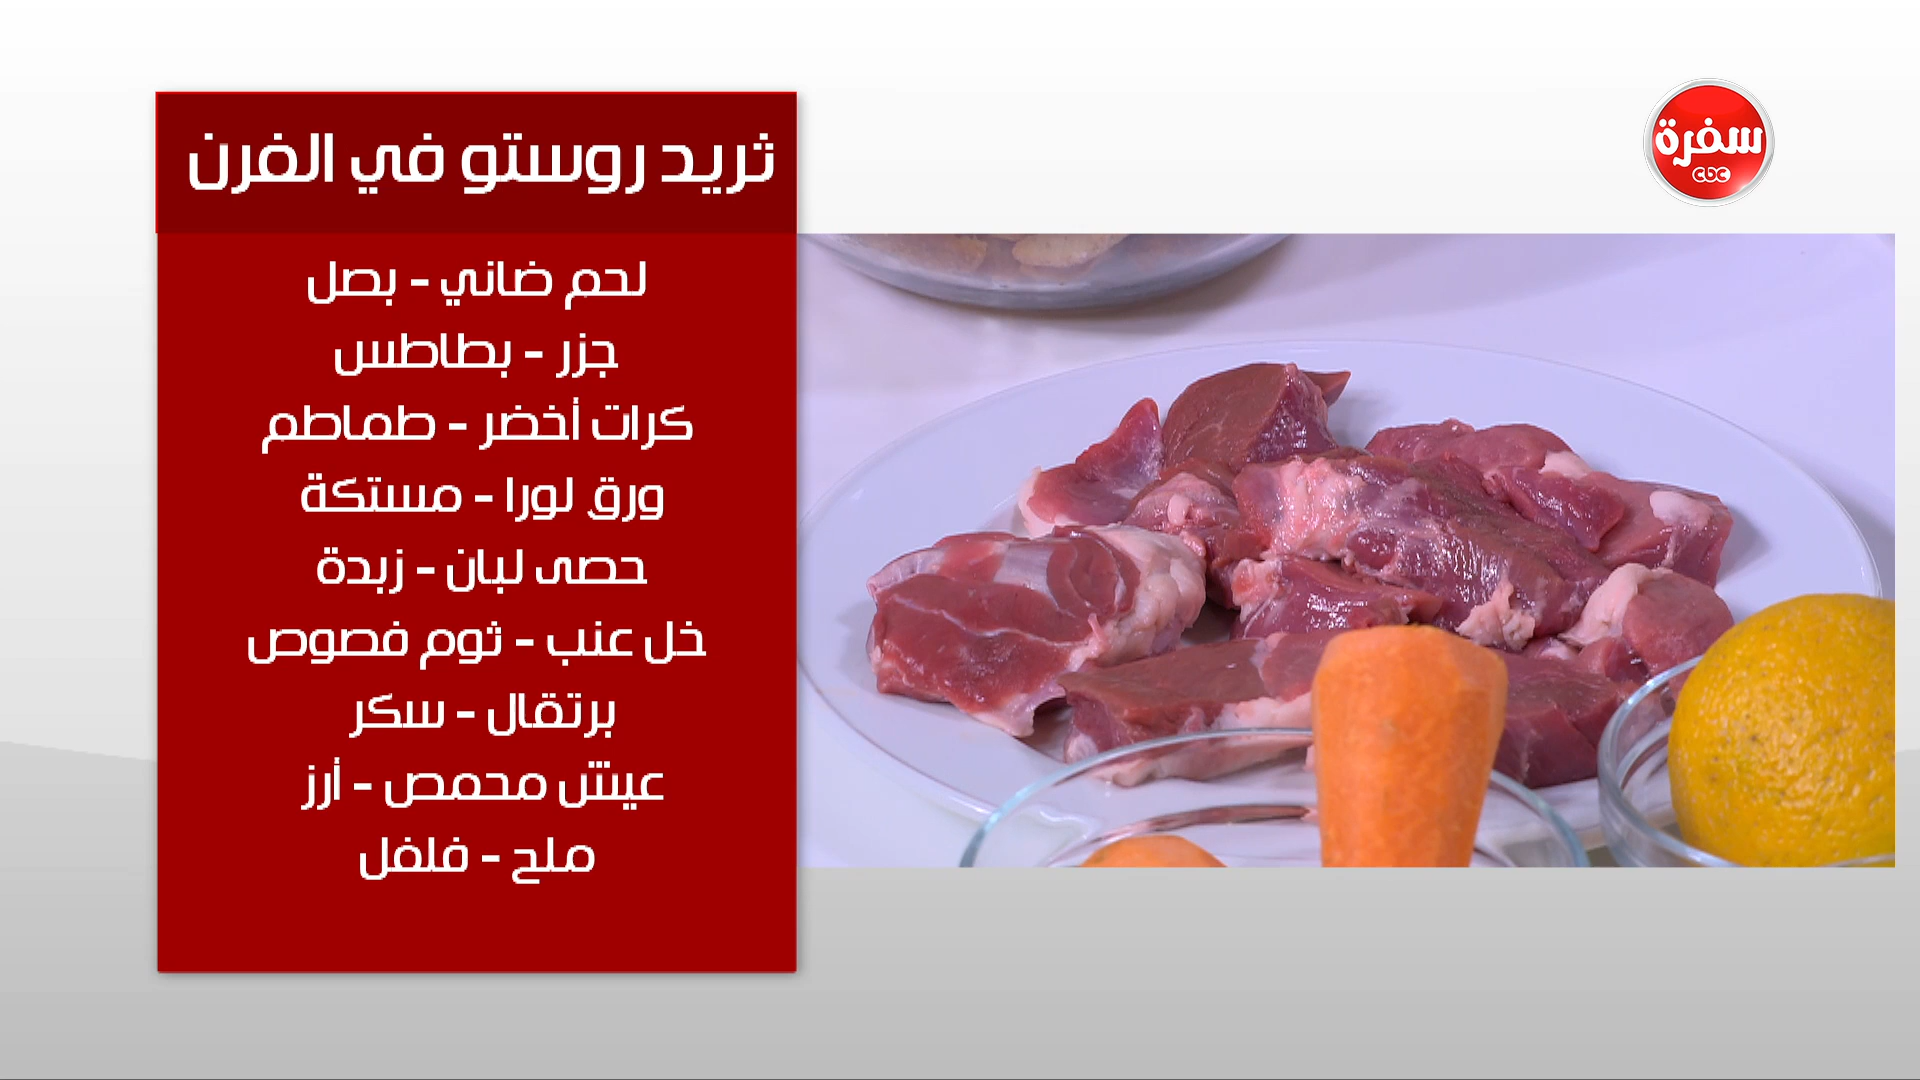 ثريد روستو في الفرن
لحم ضاني - بصل
جزر - بطاطس
كرات أخضر - طماطم
ورق لورا - مستكة
حصى لبان - زبدة
خل عنب - ثوم فصوص
برتقال - سكر
عيش محمص - أرز
ملح - فلفل
سفرة
cbc